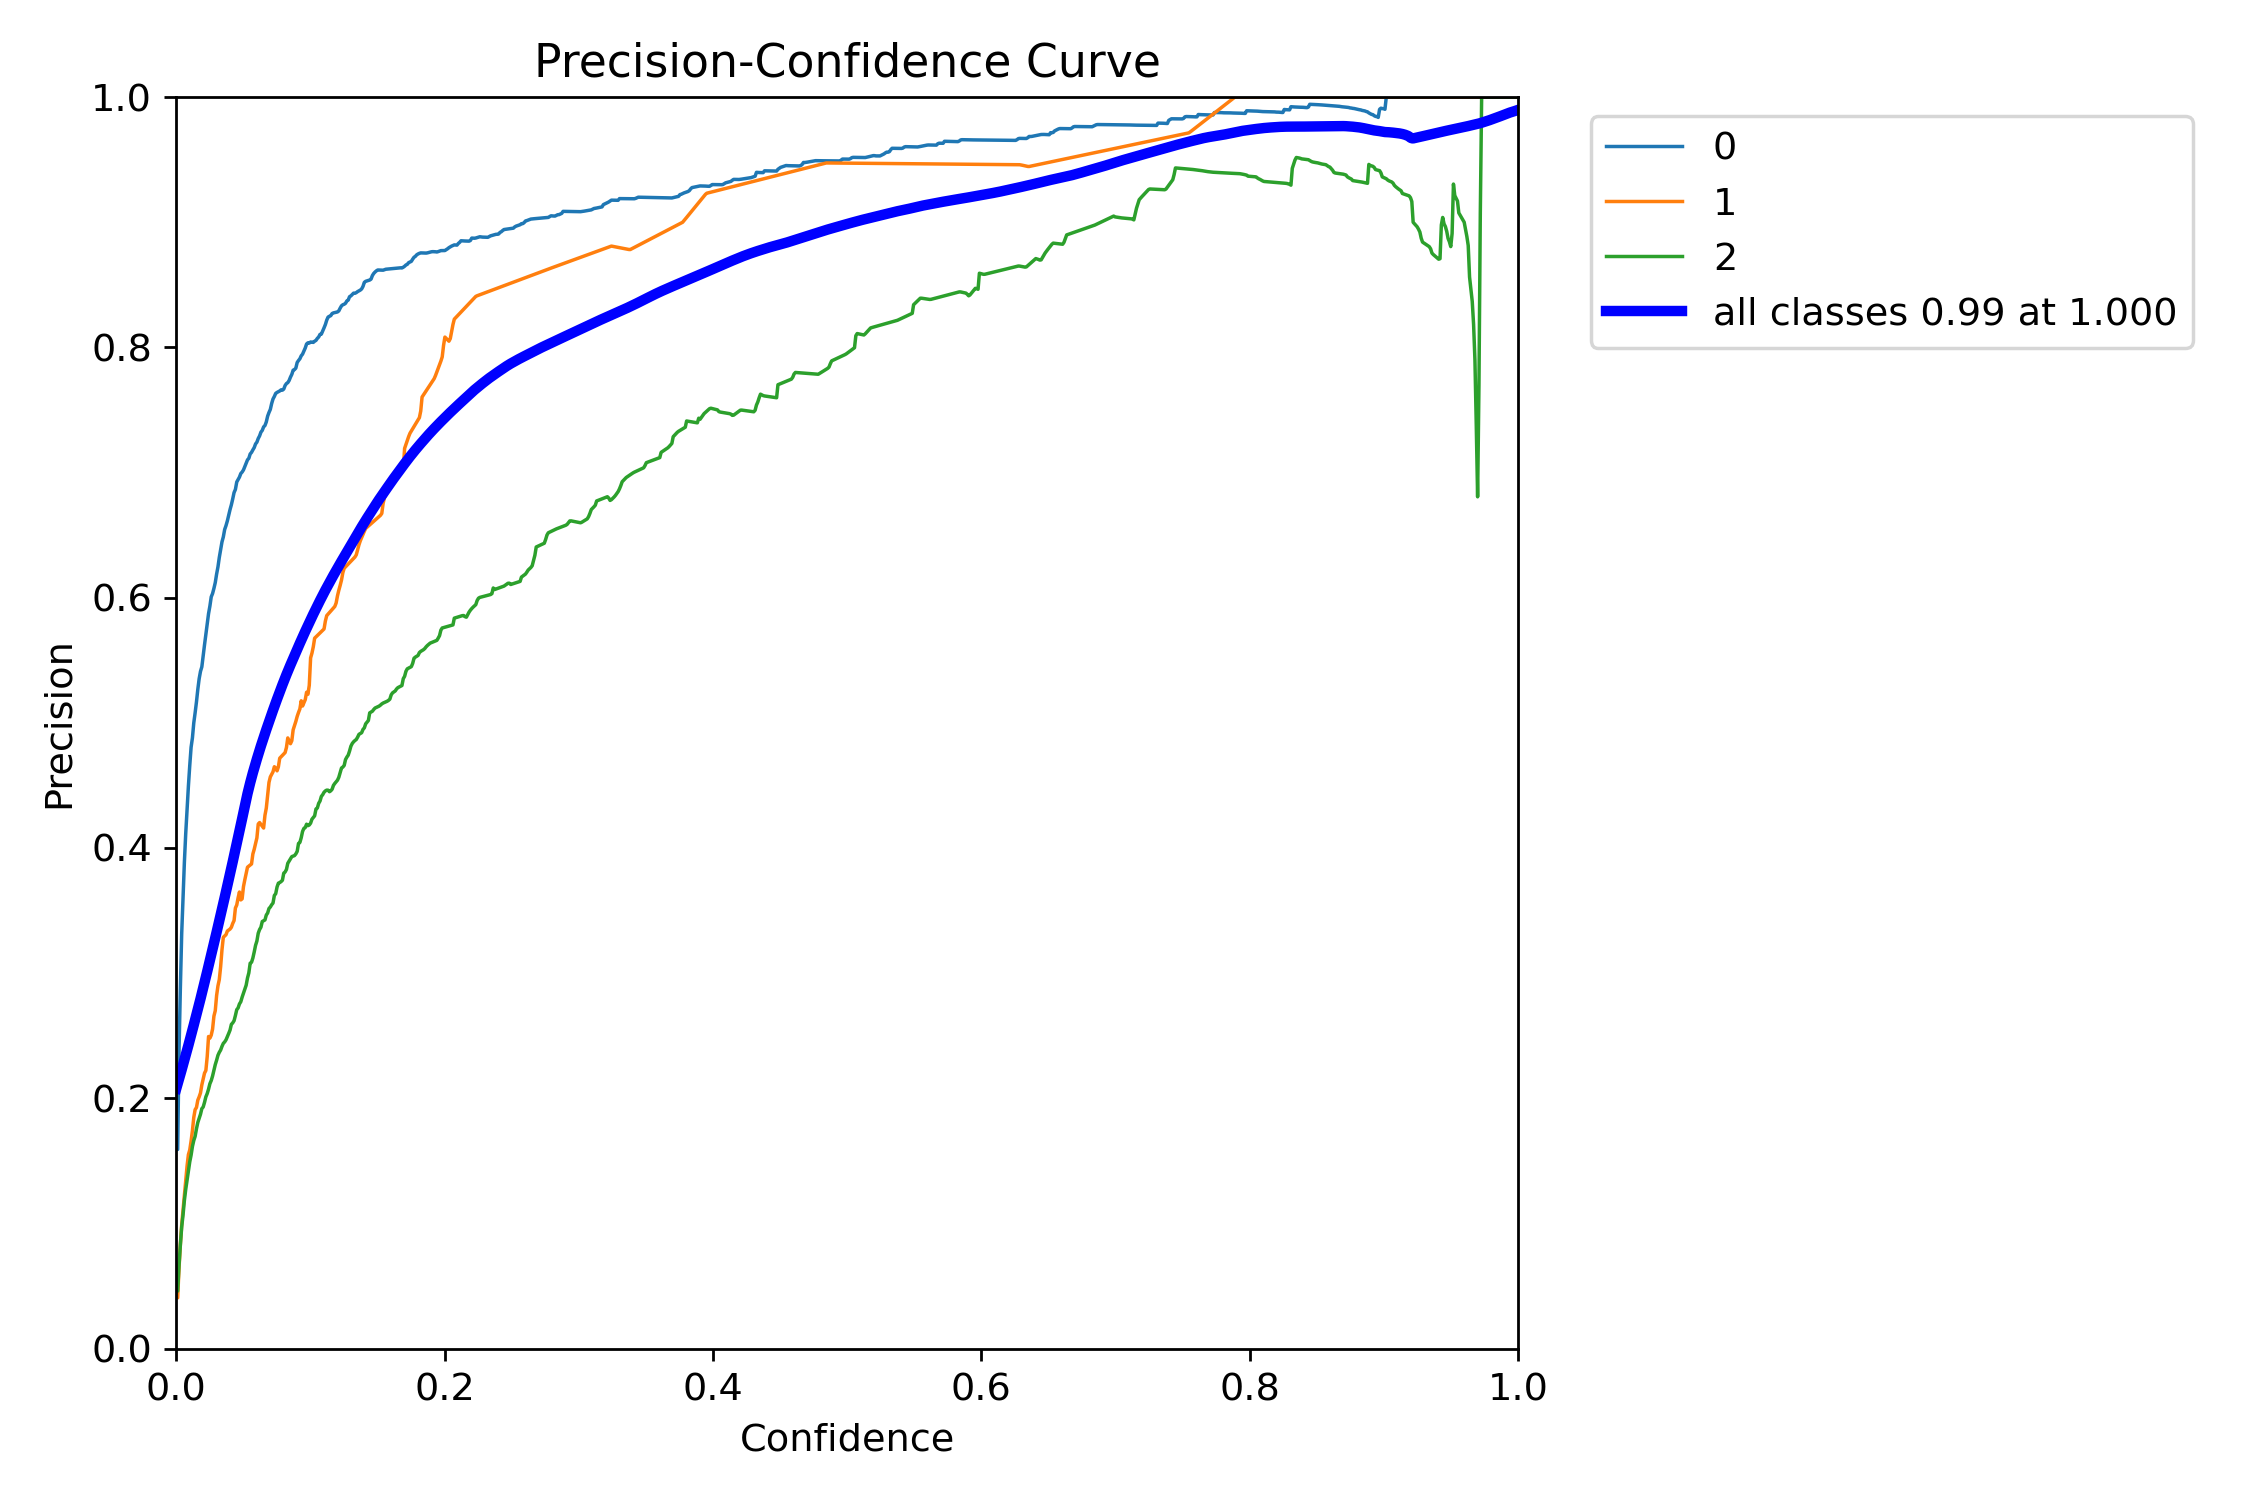 Precision-Confidence Curve
1.0
0.8
0.6
0.4
0.2
0.0
Precision
0.0 0.2 0.4 0.6 0.8 1.0
Confidence
0
1
2
all classes 0.99 at 1.000